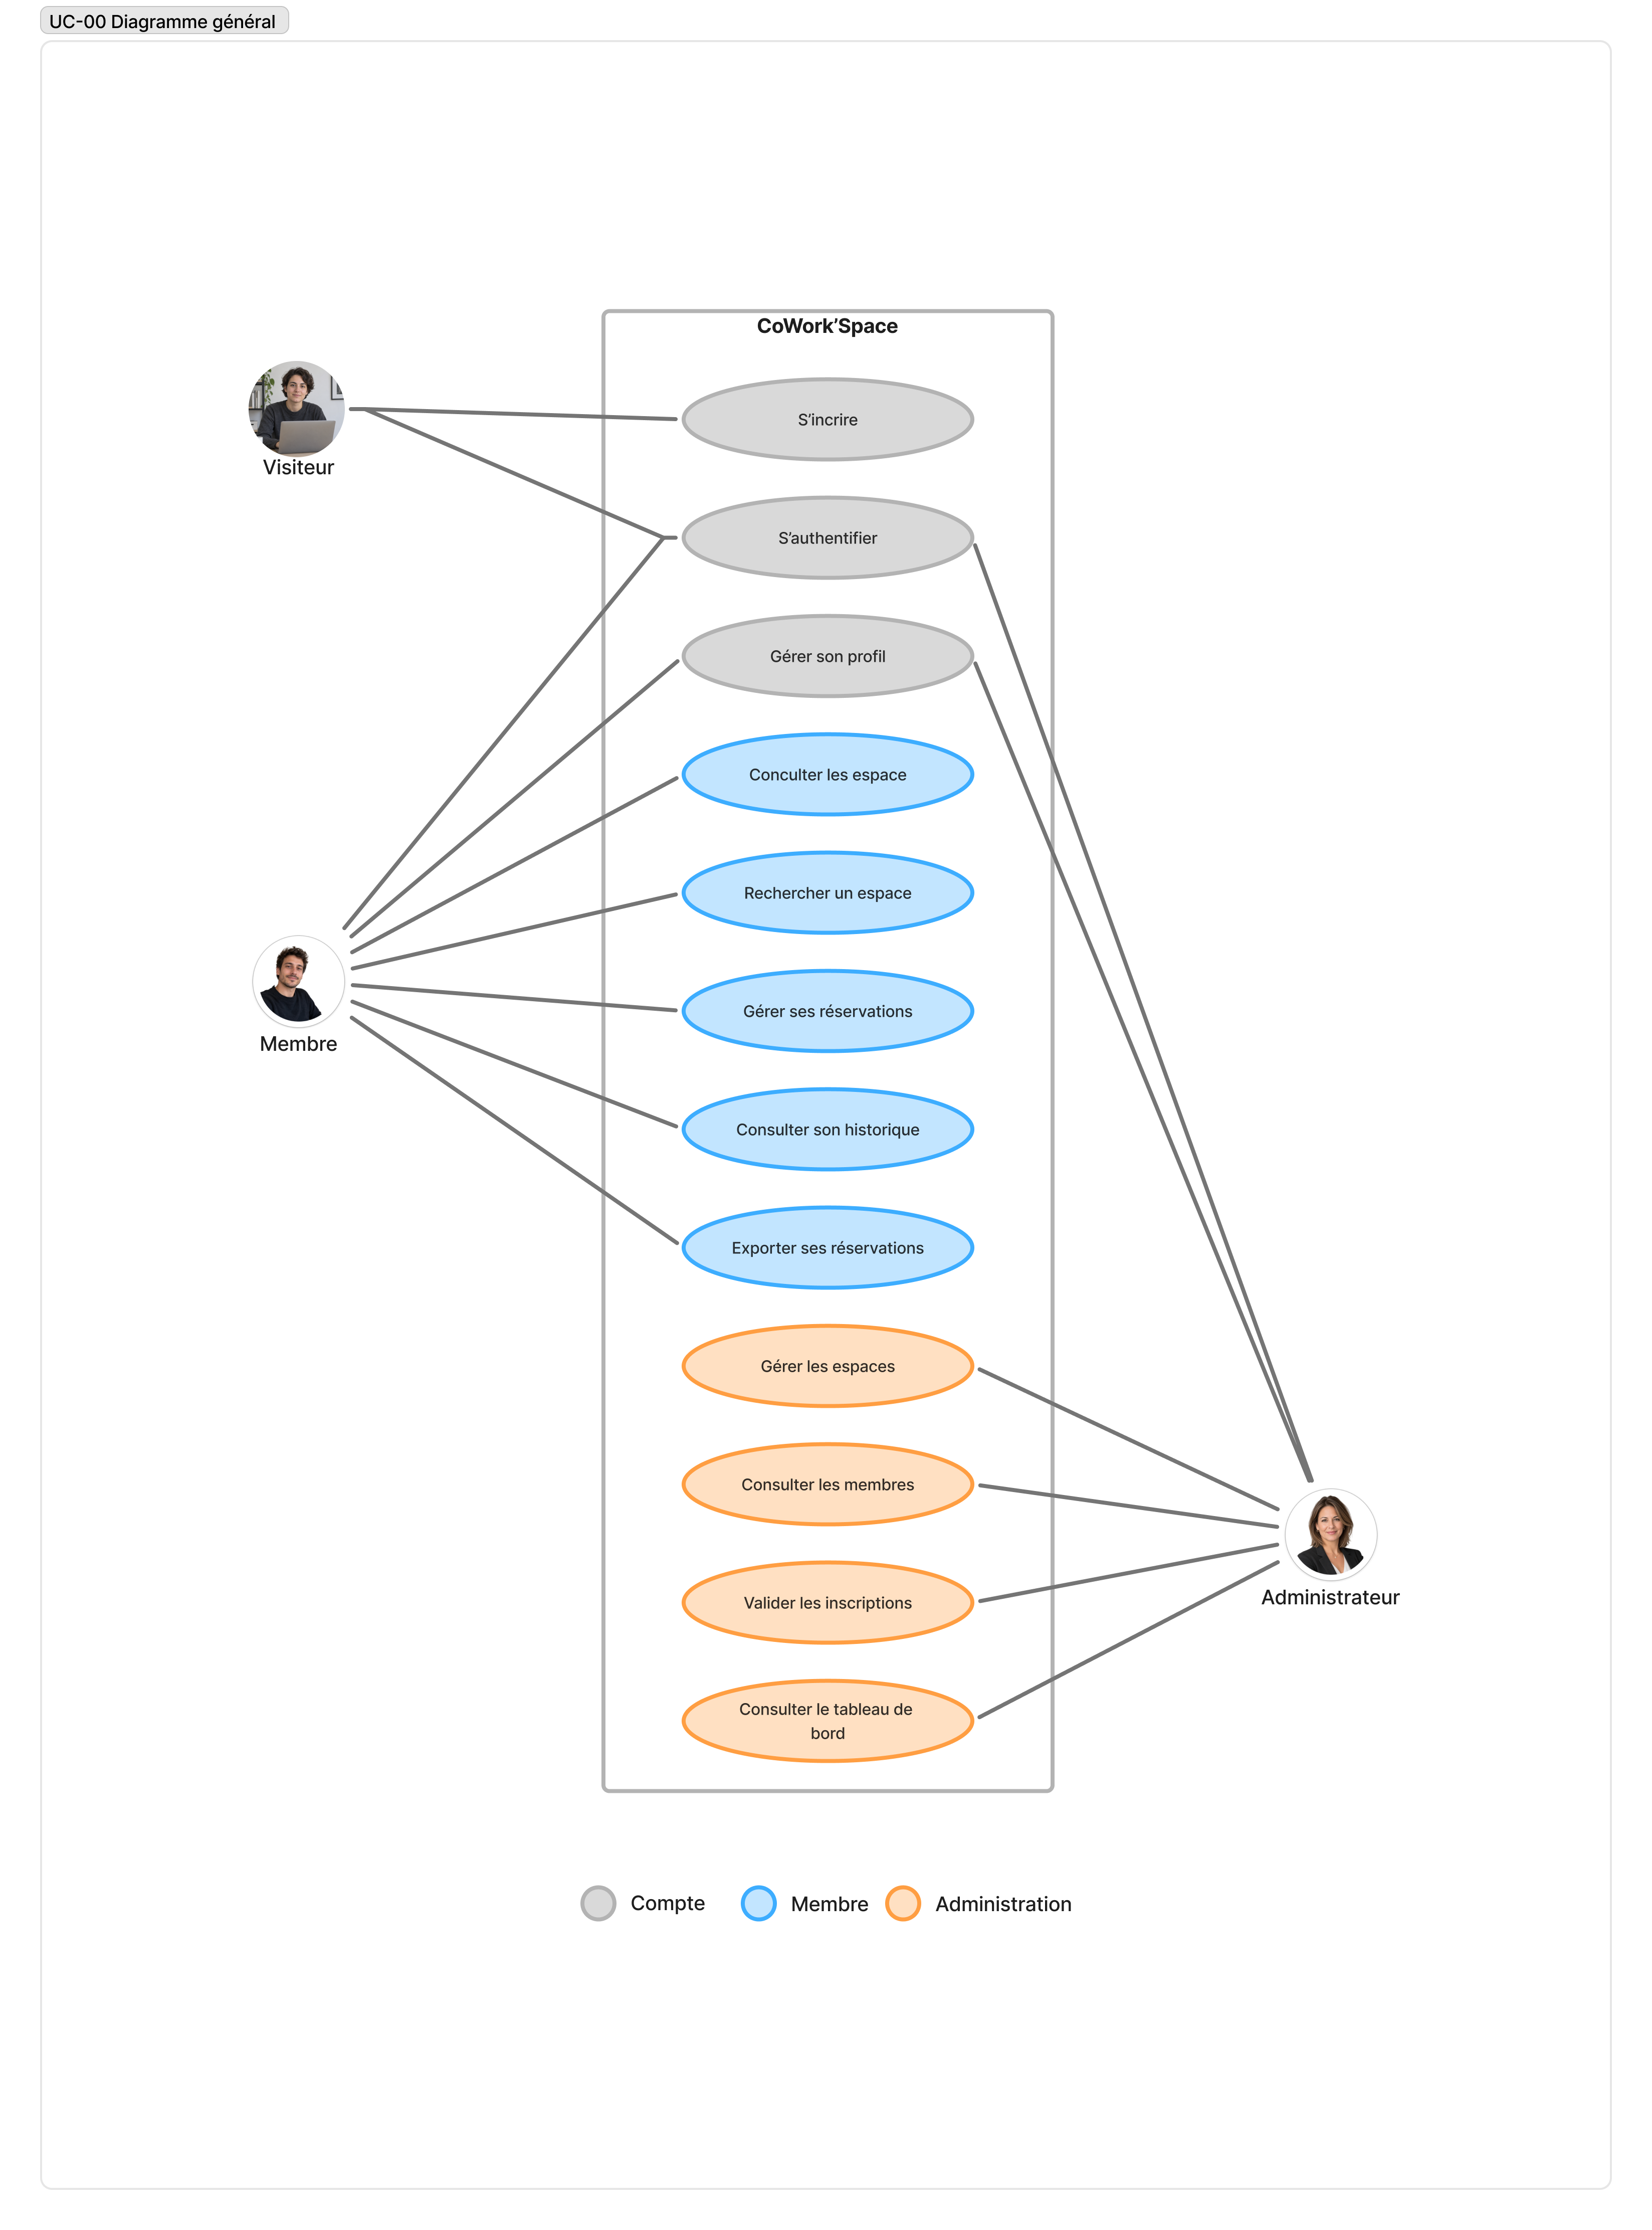 UC-00 Diagramme général
CoWork’Space
S’incrire
Visiteur
S’authentifier
Gérer son profil
Conculter les espace
Rechercher un espace
Gérer ses réservations
Membre
Consulter son historique
Exporter ses réservations
Gérer les espaces
Consulter les membres
Valider les inscriptions
Administrateur
Consulter le tableau de
bord
Compte
Membre
Administration